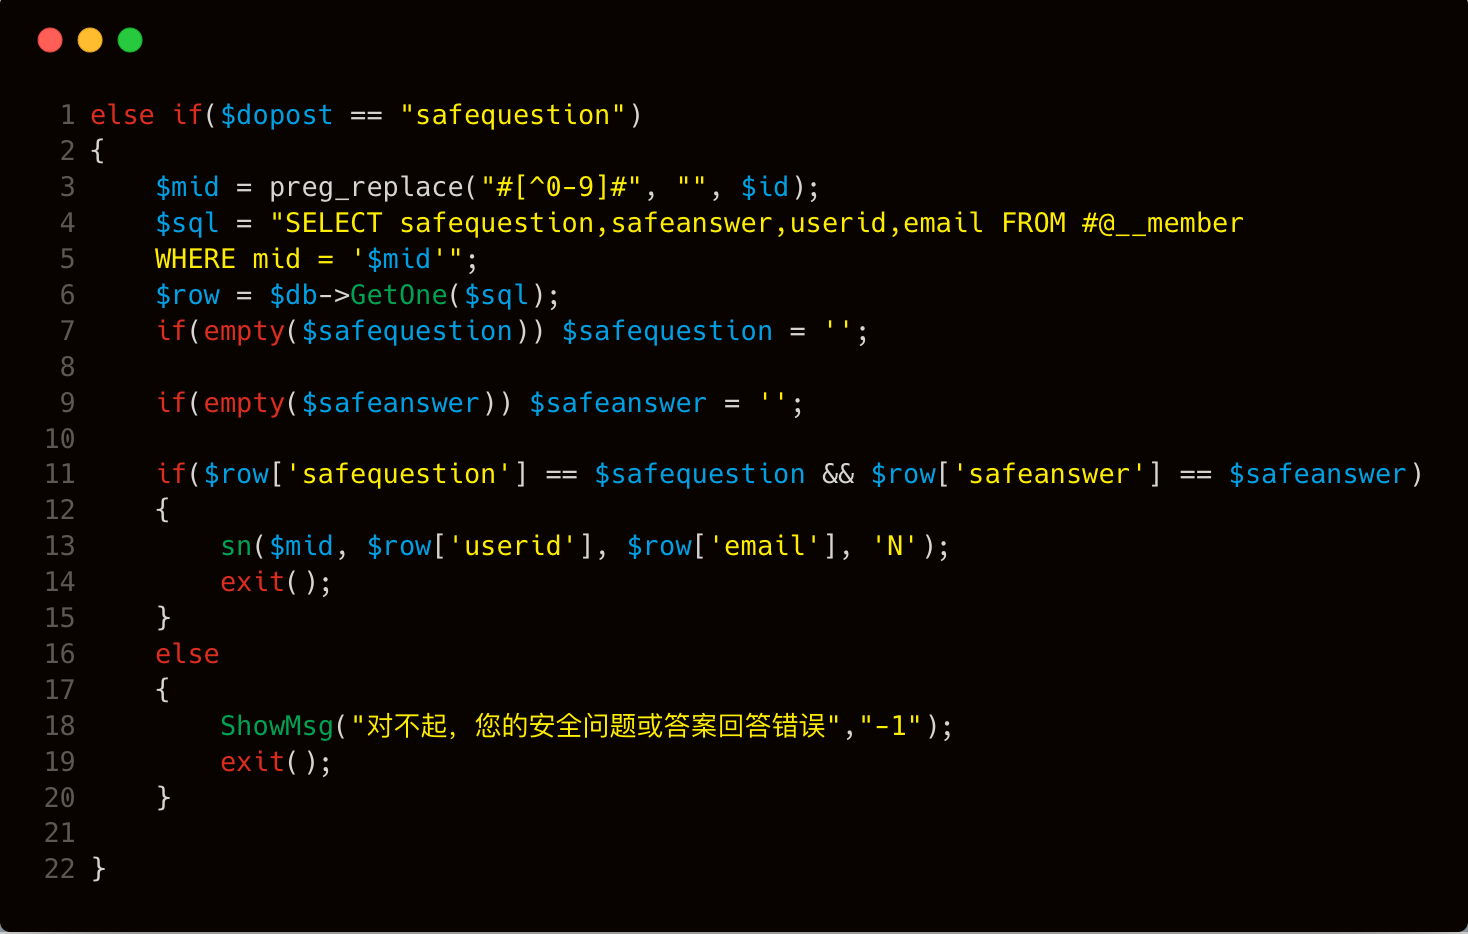 1 else if($dopost == "safequestion")
2 {
3     $mid = preg_replace("#[^0-9]#", "", $id);
4     $sql = "SELECT safequestion,safeanswer,userid,email FROM #@__member
5     WHERE mid = '$mid'";
6     $row = $db->GetOne($sql);
7     if(empty($safequestion)) $safequestion = '';
8
9     if(empty($safeanswer)) $safeanswer = '';
10
11     if($row['safequestion'] == $safequestion && $row['safeanswer'] == $safeanswer)
12     {
13         sn($mid, $row['userid'], $row['email'], 'N');
14         exit();
15     }
16     else
17     {
18         ShowMsg("对不起，您的安全问题或答案回答错误","-1");
19         exit();
20     }
21
22 }